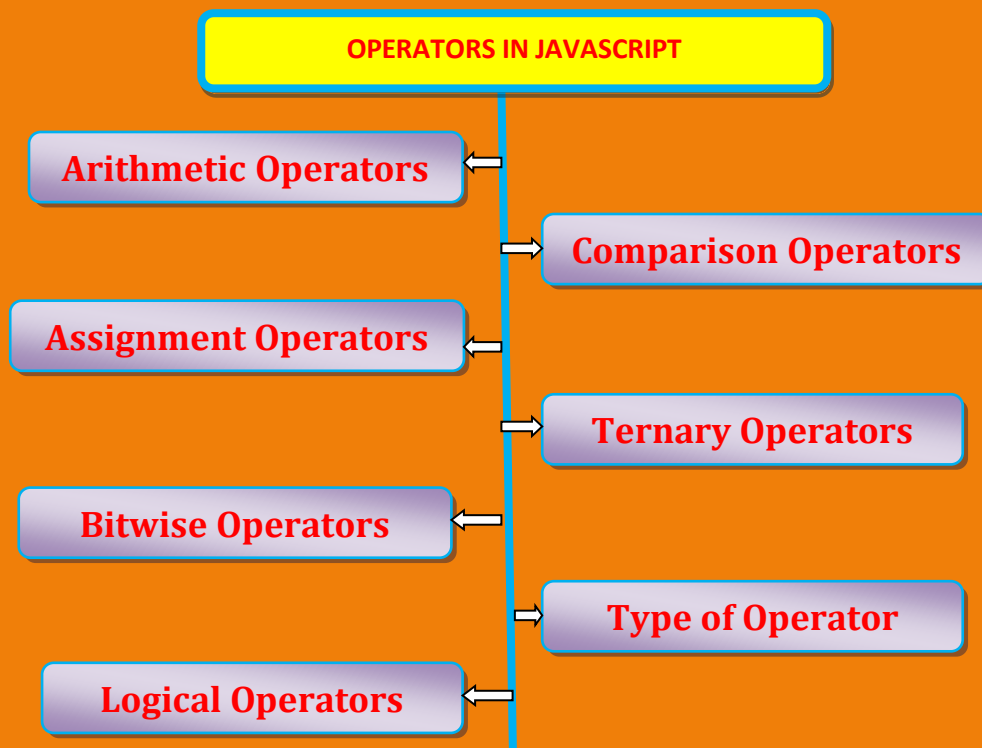 OPERATORS IN JAVASCRIPT
Arithmetic Operators
Comparison Operators
Assignment Operators
Ternary Operators
Bitwise Operators
Type of Operator
Logical Operators